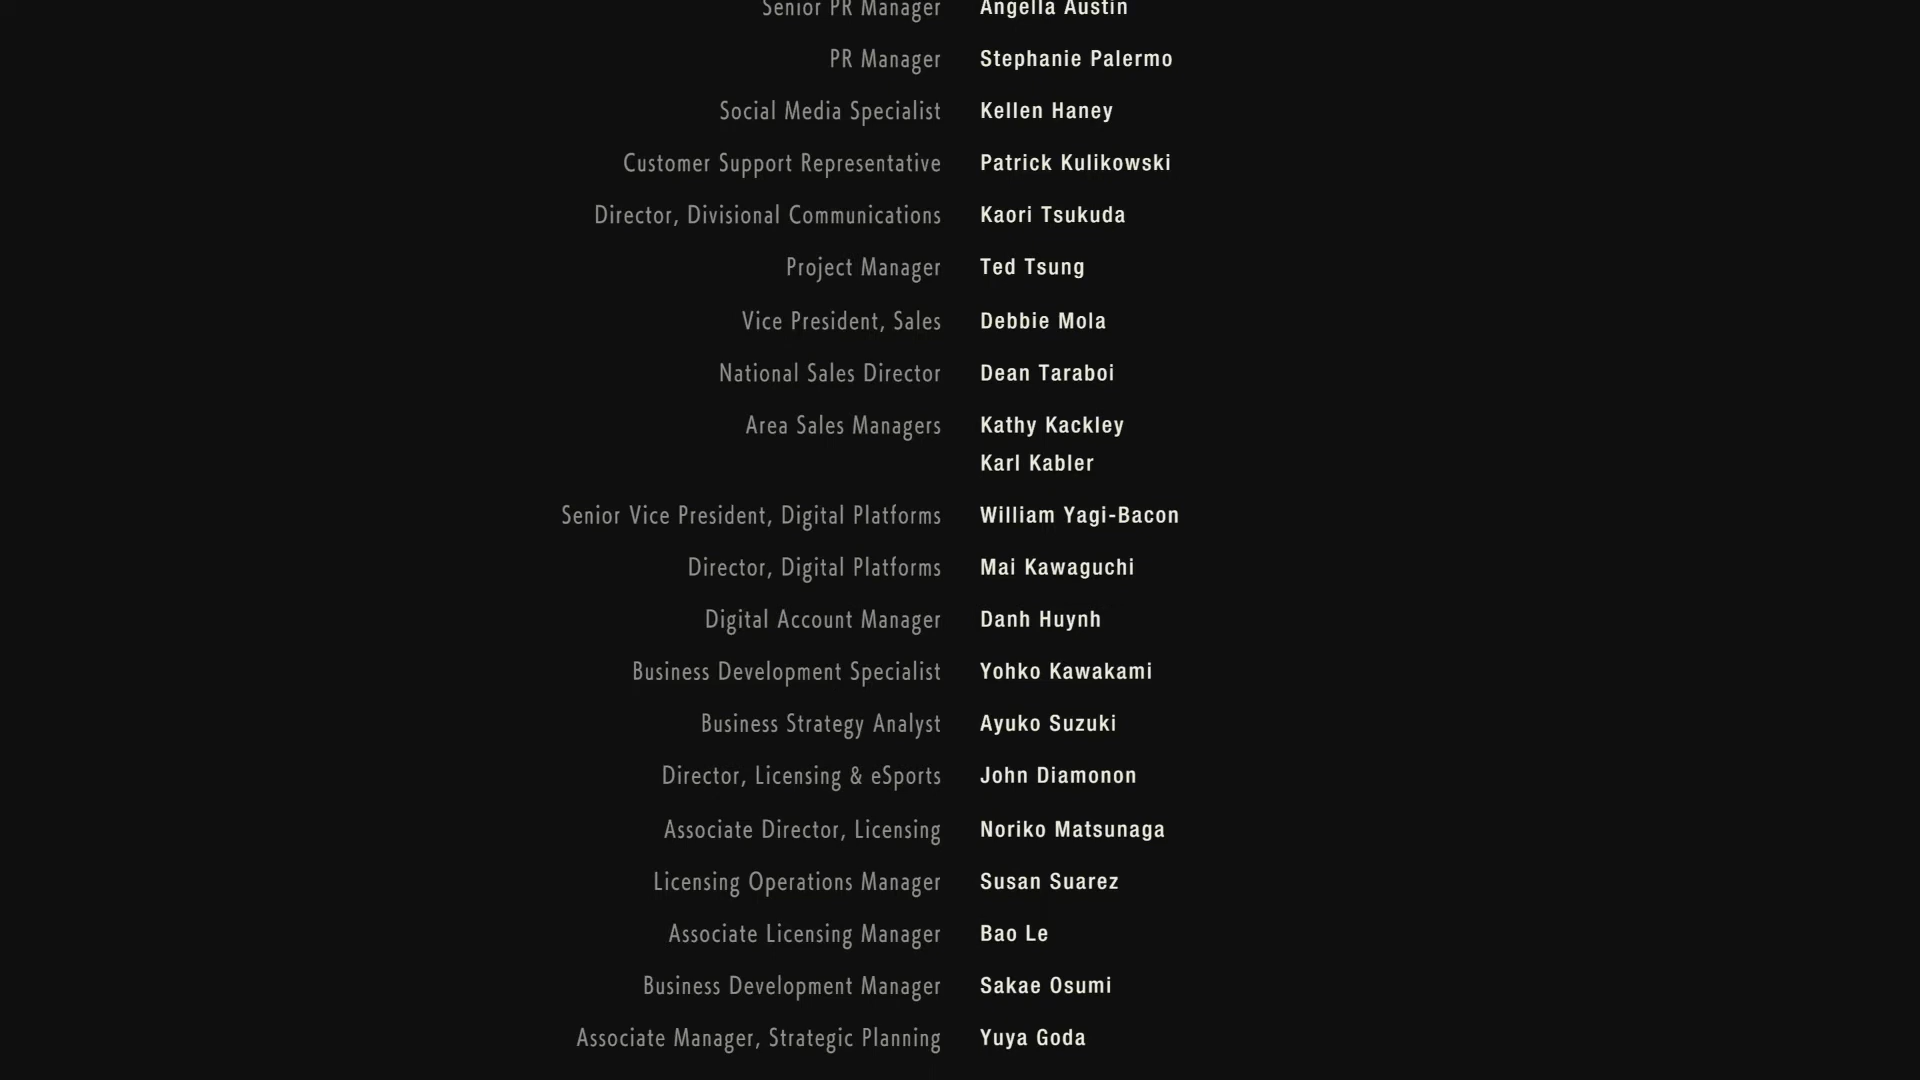 Senior PR Manager Angella Austin
PR Manager Stephanie Palermo
Social Media Specialist Kellen Haney
Customer Support Representative Patrick Kulikowski
Director, Divisional Communications Kaori Tsukuda
Project Manager Ted Tsung
Vice President, Sales Debbie Mola
National Sales Director Dean Taraboi
Area Sales Managers Kathy Kackley
Karl Kabler
Senior Vice President, Digital Platforms William Yagi-Bacon
Director, Digital Platforms Mai Kawaguchi
Digital Account Manager Danh Huynh
Business Development Specialist Yohko Kawakami
Business Strategy Analyst Ayuko Suzuki
Director, Licensing & eSports John Diamonon
Associate Director, Licensing Noriko Matsunaga
Licensing Operations Manager Susan Suarez
Associate Licensing Manager Bao Le
Business Development Manager Sakae Osumi
Associate Manager, Strategic Planning Yuya Goda